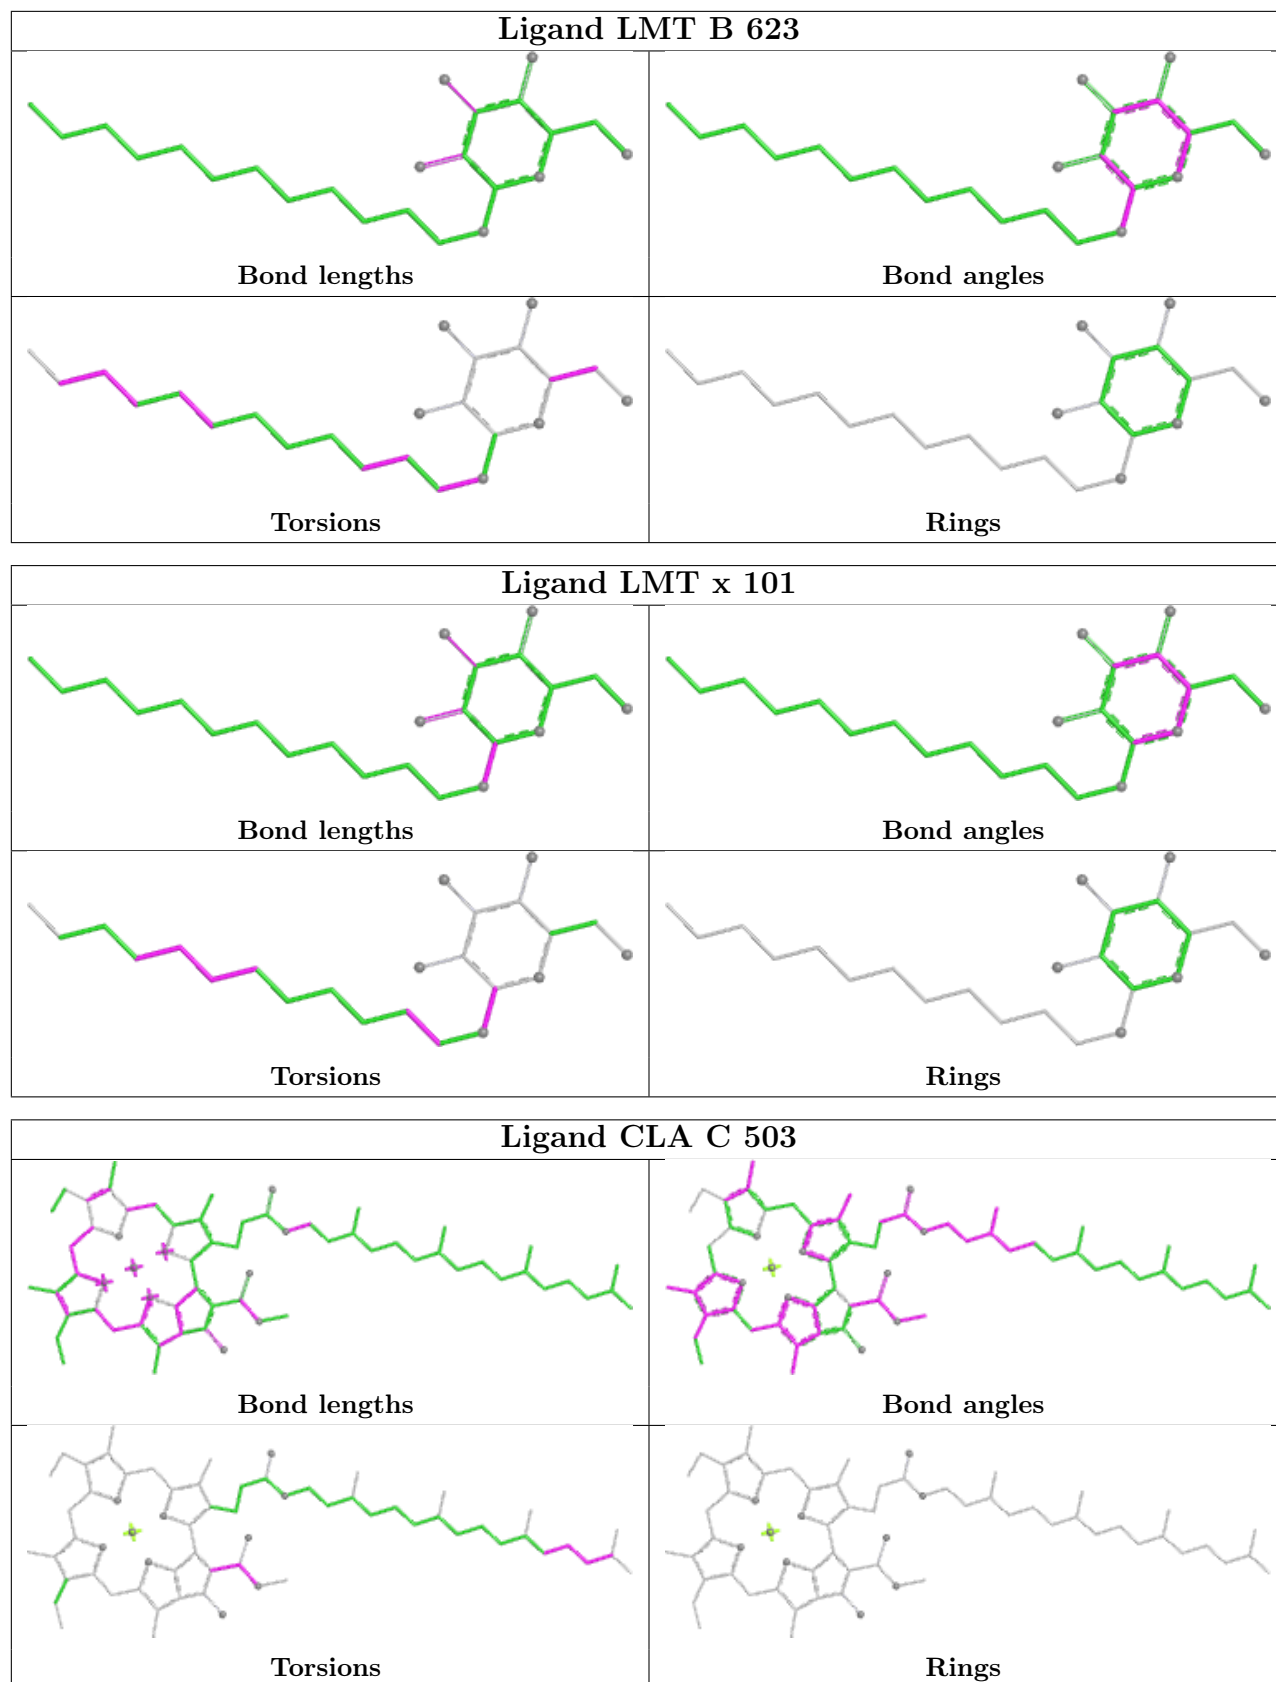 Ligand LMT B 623
Bond lengths
Bond angles
Torsions
Rings
Ligand LMT x 101
Bond lengths
Bond angles
Torsions
Rings
Ligand CLA C 503
Bond lengths
Bond angles
Torsions
Rings